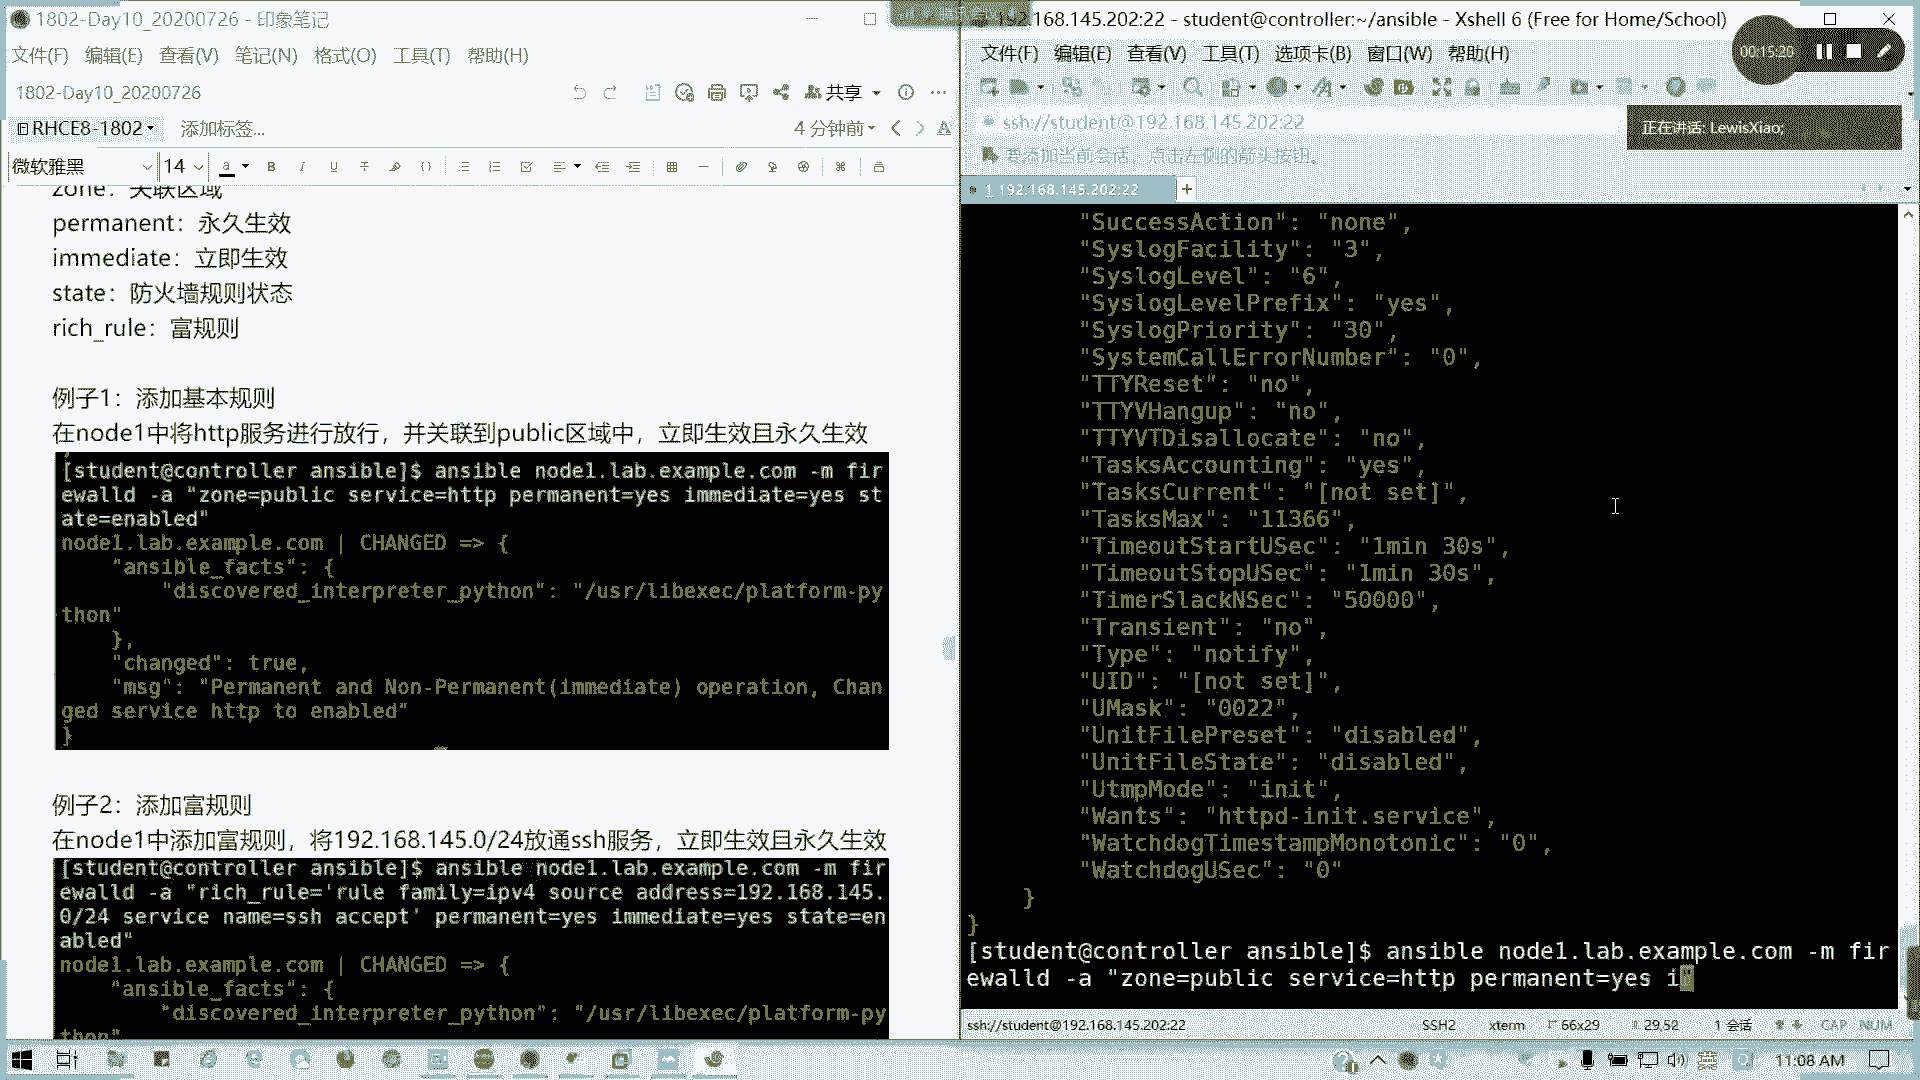 1802-Day10_20200726 - 印象笔记
文件(F) 编辑(E) 查看(V) 笔记(N) 格式(O) 工具(T) 帮助(H)
1802-Day10_20200726
共享
RHCE8-1802
添加标签...
4 分钟前
微软雅黑 14
zone：关联区域
permanent：永久生效
immediate：立即生效
state：防火墙规则状态
rich_rule：富规则
例子1：添加基本规则
在node1中将http服务进行放行，并关联到public区域中，立即生效且永久生效
[student@controller ansible]$ ansible node1.lab.example.com -m fir
ewalld -a "zone=public service=http permanent=yes immediate=yes st
ate=enabled"
node1.lab.example.com | CHANGED => {
"ansible_facts": {
"discovered_interpreter_python": "/usr/libexec/platform-py
thon"
},
"changed": true,
"msg": "Permanent and Non-Permanent(immediate) operation, Chan
ged service http to enabled"
}
例子2：添加富规则
在node1中添加富规则，将192.168.145.0/24放通ssh服务，立即生效且永久生效
[student@controller ansible]$ ansible node1.lab.example.com -m fir
ewalld -a "rich_rule='rule family=ipv4 source address=192.168.145.
0/24 service name=ssh accept' permanent=yes immediate=yes state=en
abled"
node1.lab.example.com | CHANGED => {
"ansible_facts": {
"discovered_interpreter_python": "/usr/libexec/platform-py
thon"
.168.145.202:22 - student@controller:~/ansible - Xshell 6 (Free for Home/School)
文件(F) 编辑(E) 查看(V) 工具(T) 选项卡(B) 窗口(W) 帮助(H)
00:15:20
ssh://student@192.168.145.202:22
正在讲话: LewisXiao;
要添加当前会话，点击左侧的箭头按钮。
1 192.168.145.202:22
"SuccessAction": "none",
"SyslogFacility": "3",
"SyslogLevel": "6",
"SyslogLevelPrefix": "yes",
"SyslogPriority": "30",
"SystemCallErrorNumber": "0",
"TTYReset": "no",
"TTYVHangup": "no",
"TTYVTDisallocate": "no",
"TasksAccounting": "yes",
"TasksCurrent": "[not set]",
"TasksMax": "11366",
"TimeoutStartUSec": "1min 30s",
"TimeoutStopUSec": "1min 30s",
"TimerSlackNSec": "50000",
"Transient": "no",
"Type": "notify",
"UID": "[not set]",
"UMask": "0022",
"UnitFilePreset": "disabled",
"UnitFileState": "disabled",
"UtmpMode": "init",
"Wants": "httpd-init.service",
"WatchdogTimestampMonotonic": "0",
"WatchdogUSec": "0"
}
}
[student@controller ansible]$ ansible node1.lab.example.com -m fir
ewalld -a "zone=public service=http permanent=yes i"
ssh://student@192.168.145.202:22 SSH2 xterm 66x29 29,52 1 会话 CAP NUM
英
11:08 AM